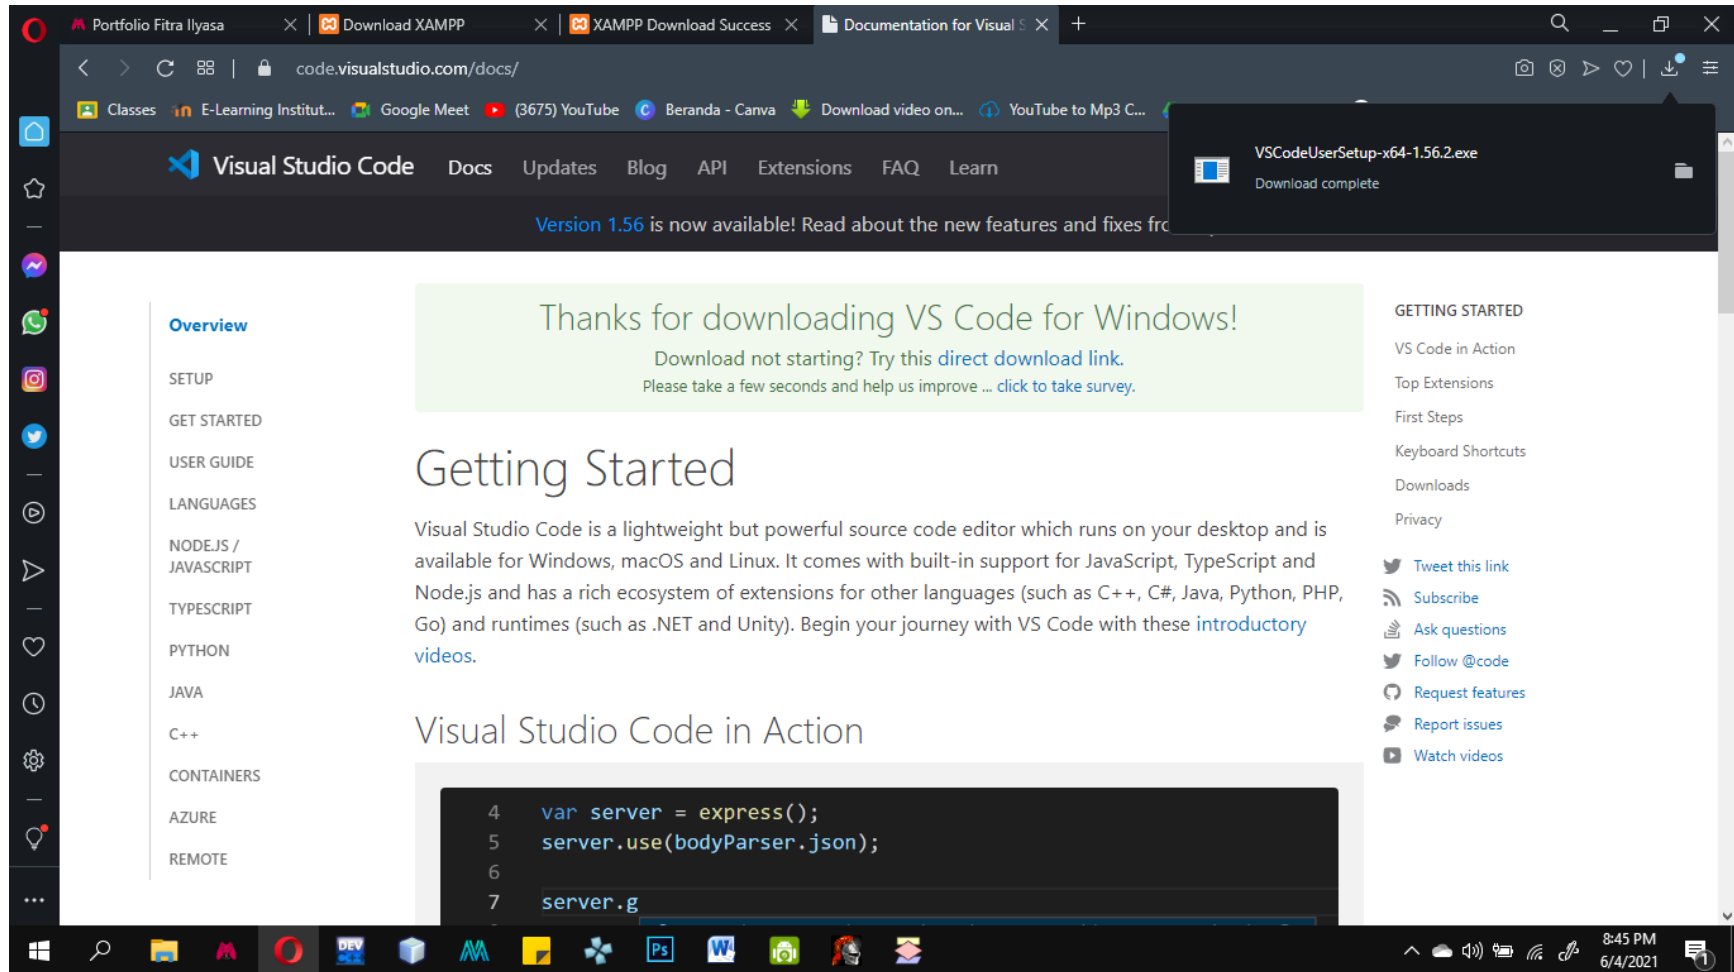 Portfolio Fitra Ilyasa
Download XAMPP
XAMPP Download Success
Documentation for Visual S
code.visualstudio.com/docs/
Classes
E-Learning Institut...
Google Meet
(3675) YouTube
Beranda - Canva
Download video on...
YouTube to Mp3 C...
VSCodeUserSetup-x64-1.56.2.exe
Download complete
Visual Studio Code
Docs
Updates
Blog
API
Extensions
FAQ
Learn
Version 1.56 is now available! Read about the new features and fixes
Overview
SETUP
GET STARTED
USER GUIDE
LANGUAGES
NODE.JS /
JAVASCRIPT
TYPESCRIPT
PYTHON
JAVA
C++
CONTAINERS
AZURE
REMOTE
Thanks for downloading VS Code for Windows!
Download not starting? Try this direct download link.
Please take a few seconds and help us improve ... click to take survey.
Getting Started
Visual Studio Code is a lightweight but powerful source code editor which runs on your desktop and is
available for Windows, macOS and Linux. It comes with built-in support for JavaScript, TypeScript and
Node.js and has a rich ecosystem of extensions for other languages (such as C++, C#, Java, Python, PHP,
Go) and runtimes (such as .NET and Unity). Begin your journey with VS Code with these introductory
videos.
Visual Studio Code in Action
4 var server = express();
5 server.use(bodyParser.json);
6
7 server.g
GETTING STARTED
VS Code in Action
Top Extensions
First Steps
Keyboard Shortcuts
Downloads
Privacy
Tweet this link
Subscribe
Ask questions
Follow @code
Request features
Report issues
Watch videos
DEV
Ps
W
8:45 PM
6/4/2021
1